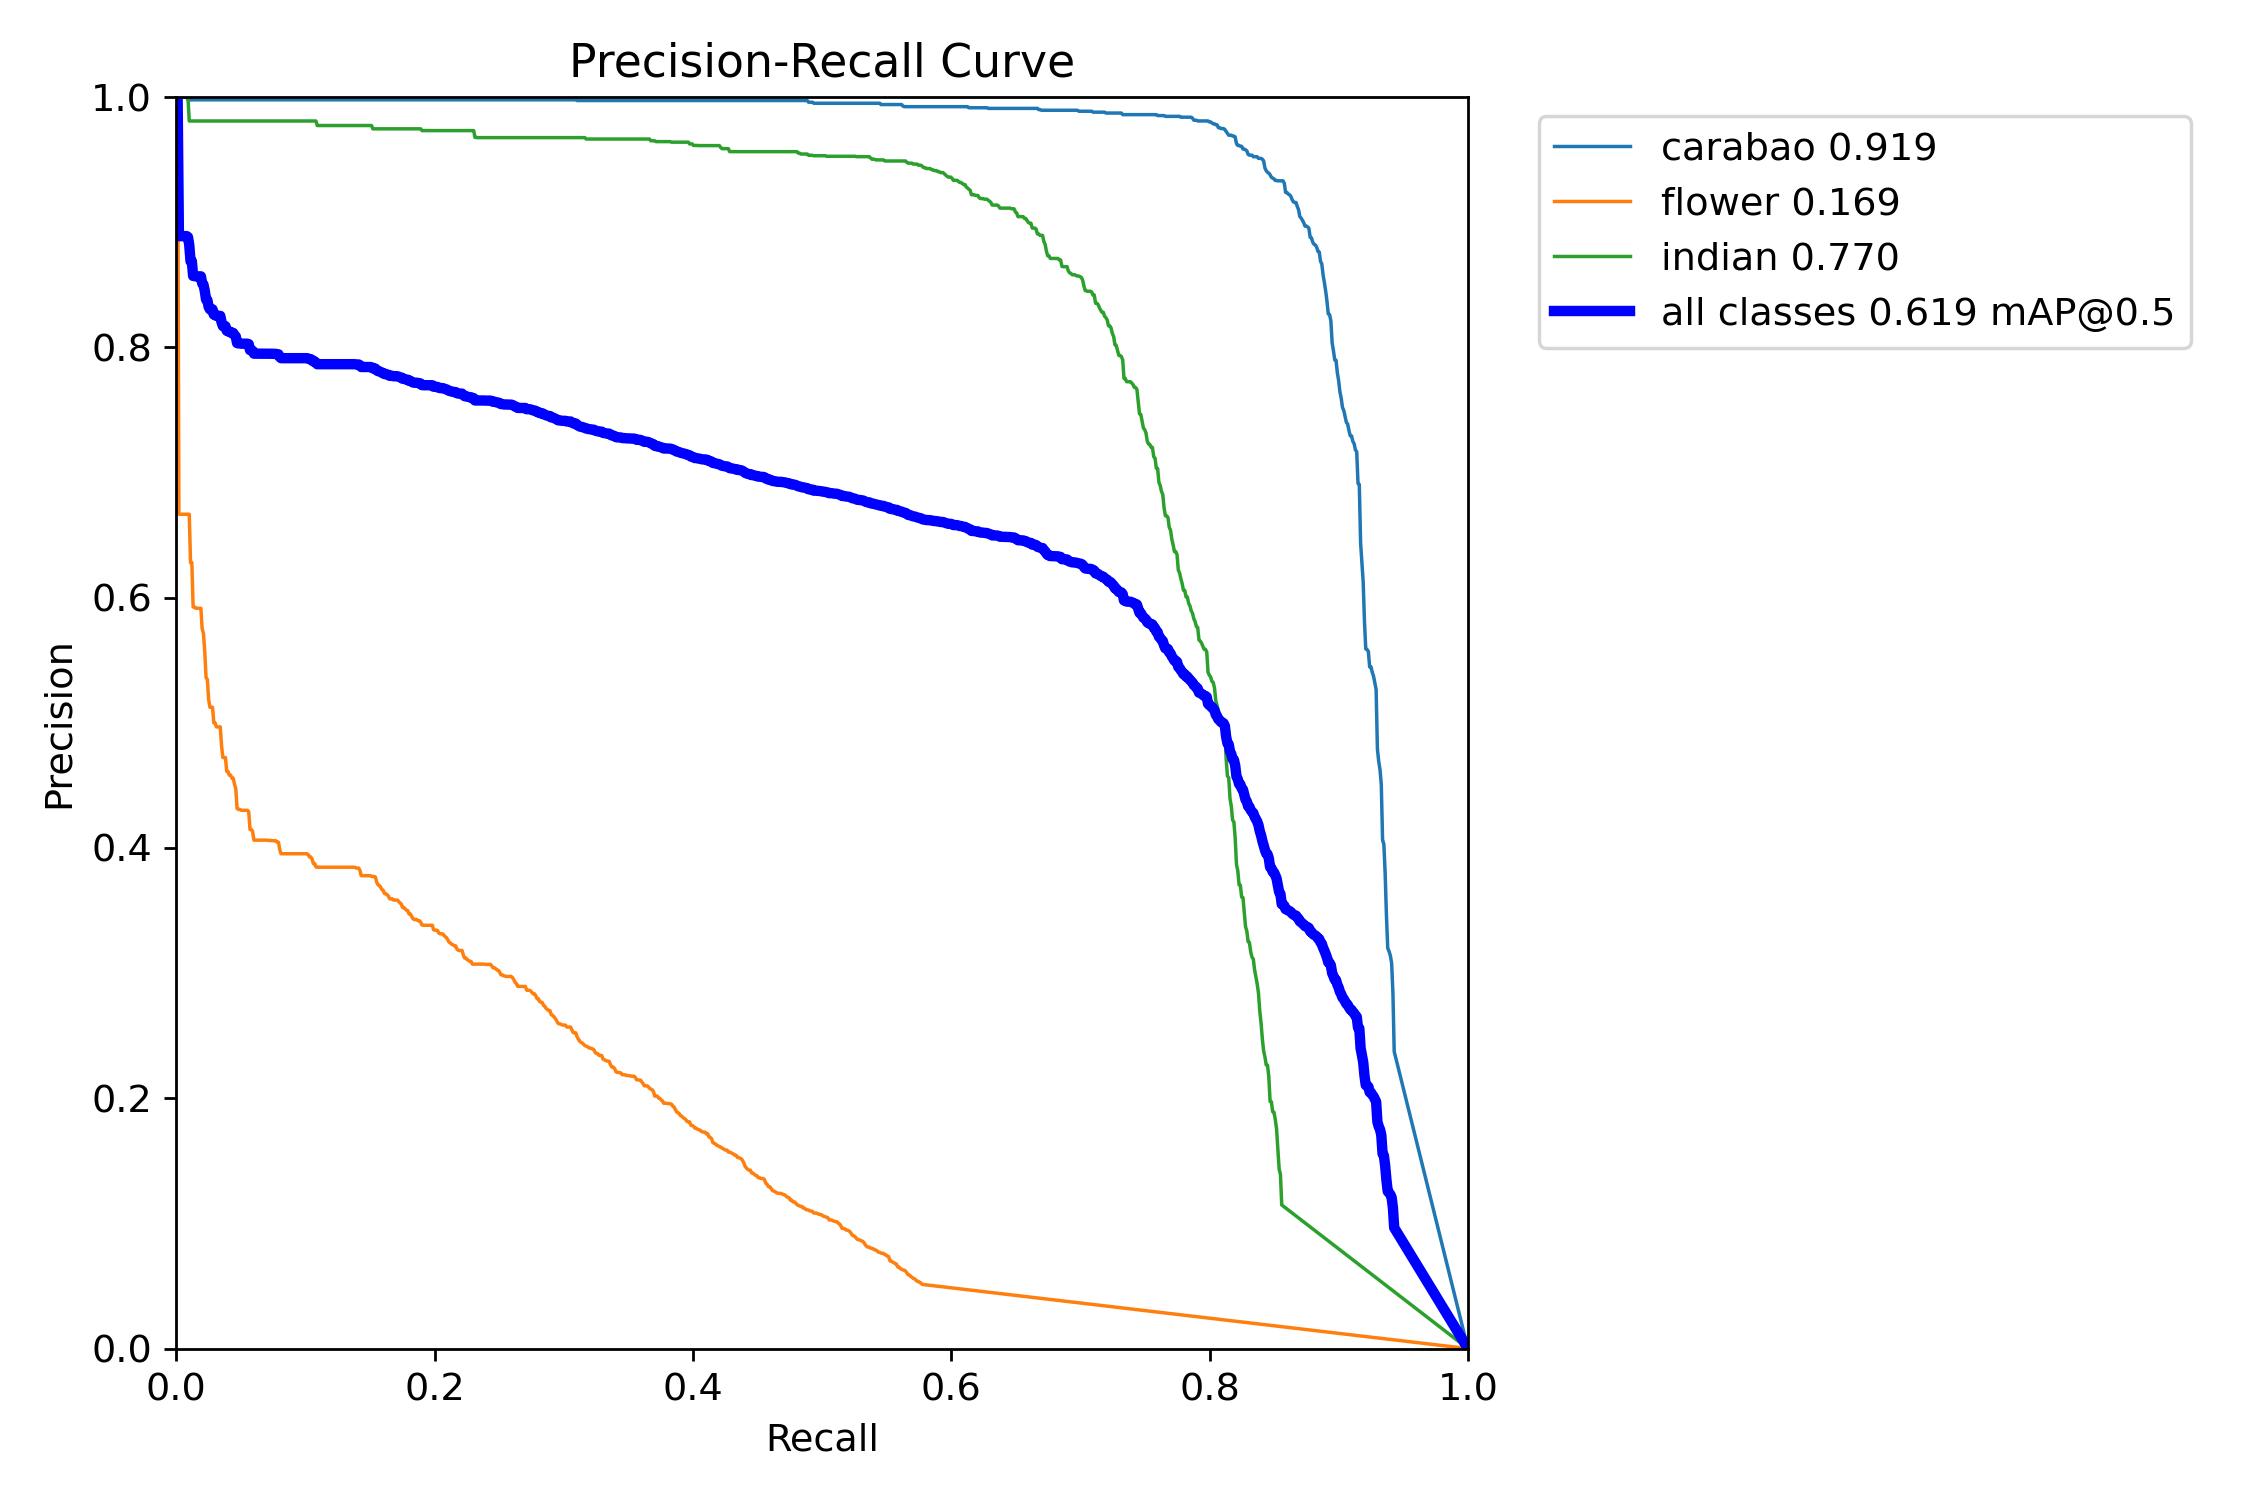 Precision-Recall Curve
1.0
0.8
0.6
0.4
0.2
0.0
Precision
0.0 0.2 0.4 0.6 0.8 1.0
Recall
carabao 0.919
flower 0.169
indian 0.770
all classes 0.619 mAP@0.5